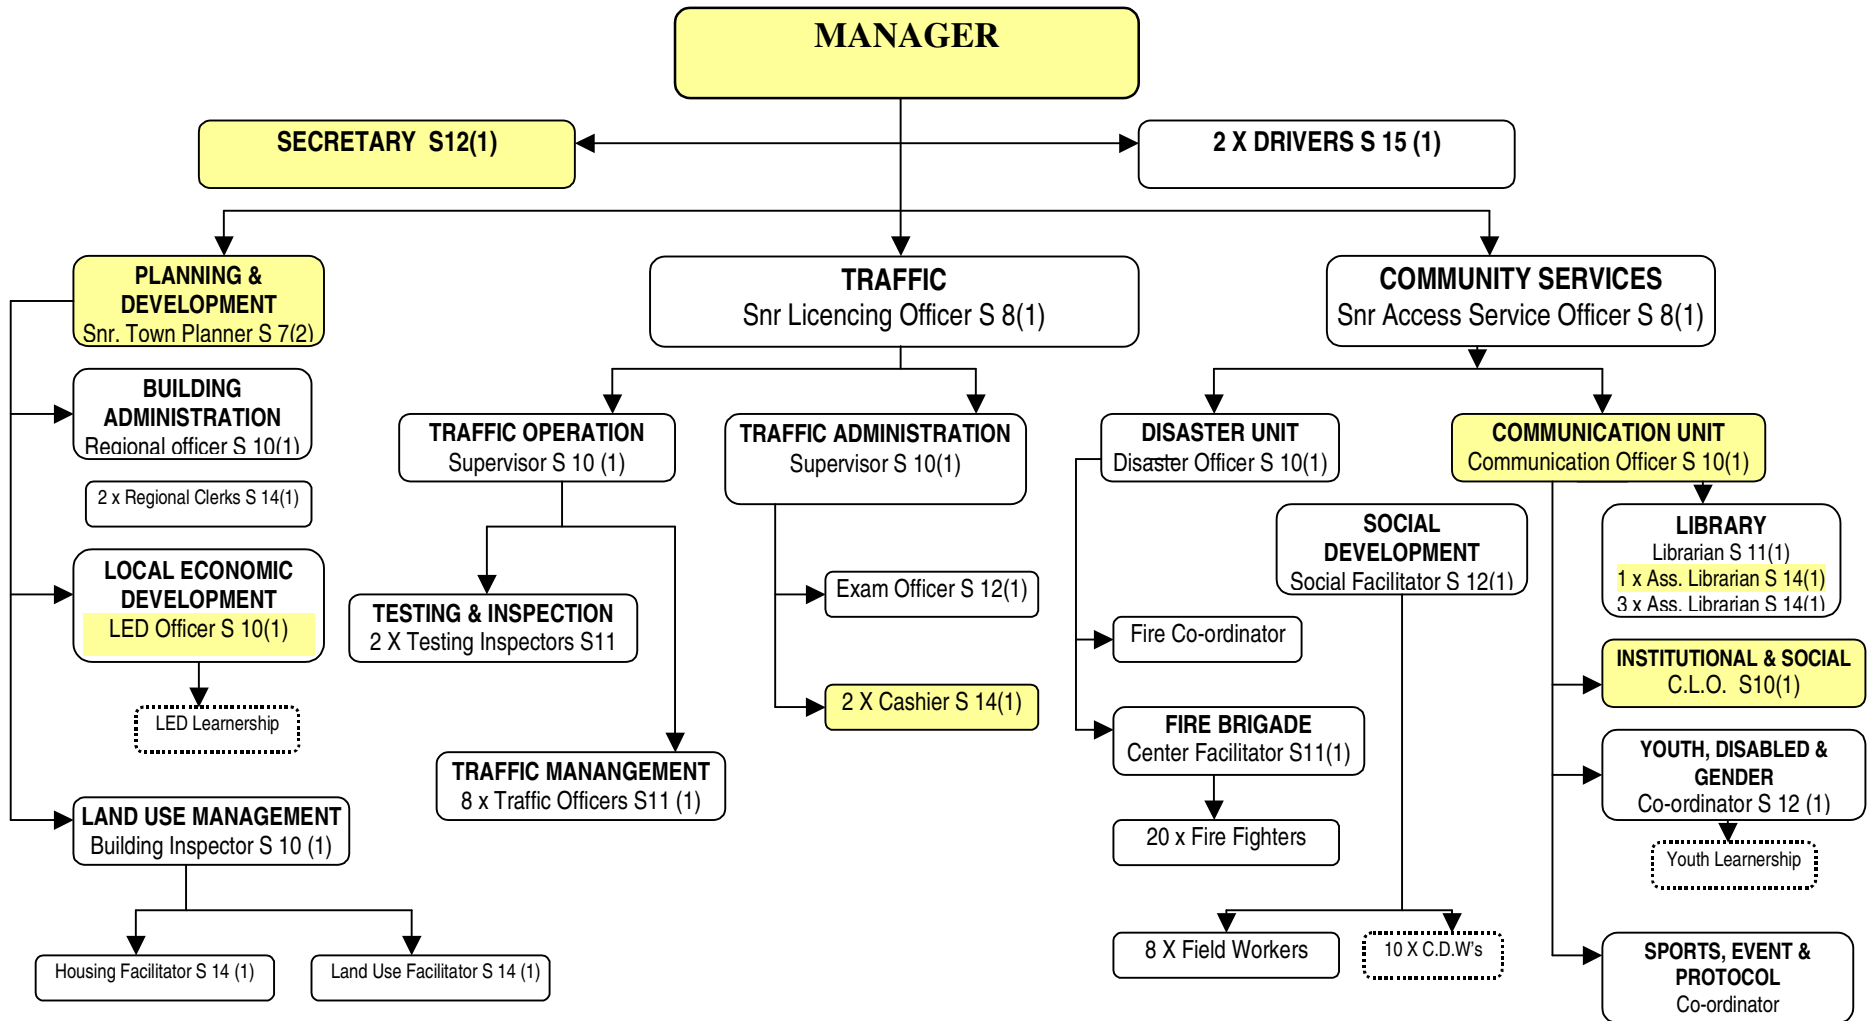 MANAGER
SECRETARY S12(1)
2 X DRIVERS S 15 (1)
PLANNING &
DEVELOPMENT
Snr. Town Planner S 7(2)
TRAFFIC
Snr Licencing Officer S 8(1)
COMMUNITY SERVICES
Snr Access Service Officer S 8(1)
BUILDING
ADMINISTRATION
Regional officer S 10(1)
2 x Regional Clerks S 14(1)
LOCAL ECONOMIC
DEVELOPMENT
LED Officer S 10(1)
LED Learnership
LAND USE MANAGEMENT
Building Inspector S 10 (1)
Housing Facilitator S 14 (1)
Land Use Facilitator S 14 (1)
TRAFFIC OPERATION
Supervisor S 10 (1)
TESTING & INSPECTION
2 X Testing Inspectors S11
TRAFFIC MANANGEMENT
8 x Traffic Officers S11 (1)
TRAFFIC ADMINISTRATION
Supervisor S 10(1)
Exam Officer S 12(1)
2 X Cashier S 14(1)
DISASTER UNIT
Disaster Officer S 10(1)
Fire Co-ordinator
FIRE BRIGADE
Center Facilitator S11(1)
20 x Fire Fighters
SOCIAL
DEVELOPMENT
Social Facilitator S 12(1)
8 X Field Workers
10 X C.D.W's
COMMUNICATION UNIT
Communication Officer S 10(1)
LIBRARY
Librarian S 11(1)
1 x Ass. Librarian S 14(1)
3 x Ass. Librarian S 14(1)
INSTITUTIONAL & SOCIAL
C.L.O. S10(1)
YOUTH, DISABLED &
GENDER
Co-ordinator S 12 (1)
Youth Learnership
SPORTS, EVENT &
PROTOCOL
Co-ordinator